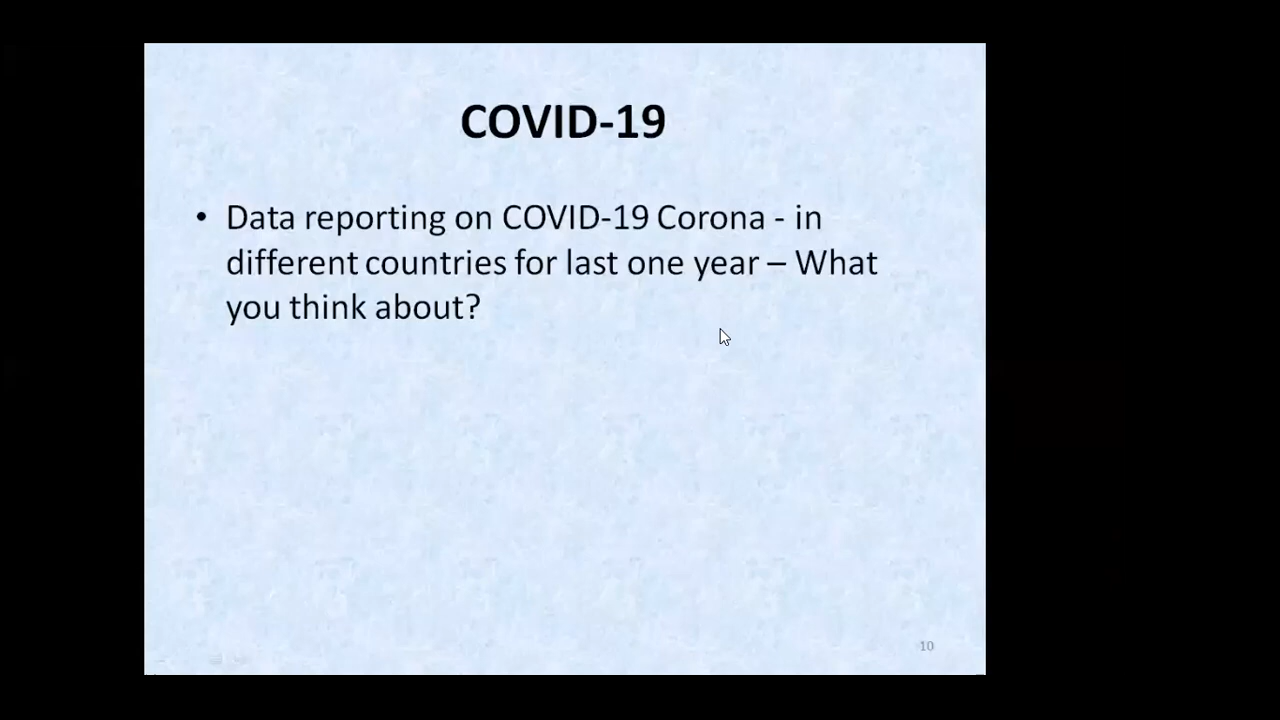 COVID-19
• Data reporting on COVID-19 Corona - in
different countries for last one year – What
you think about?
10